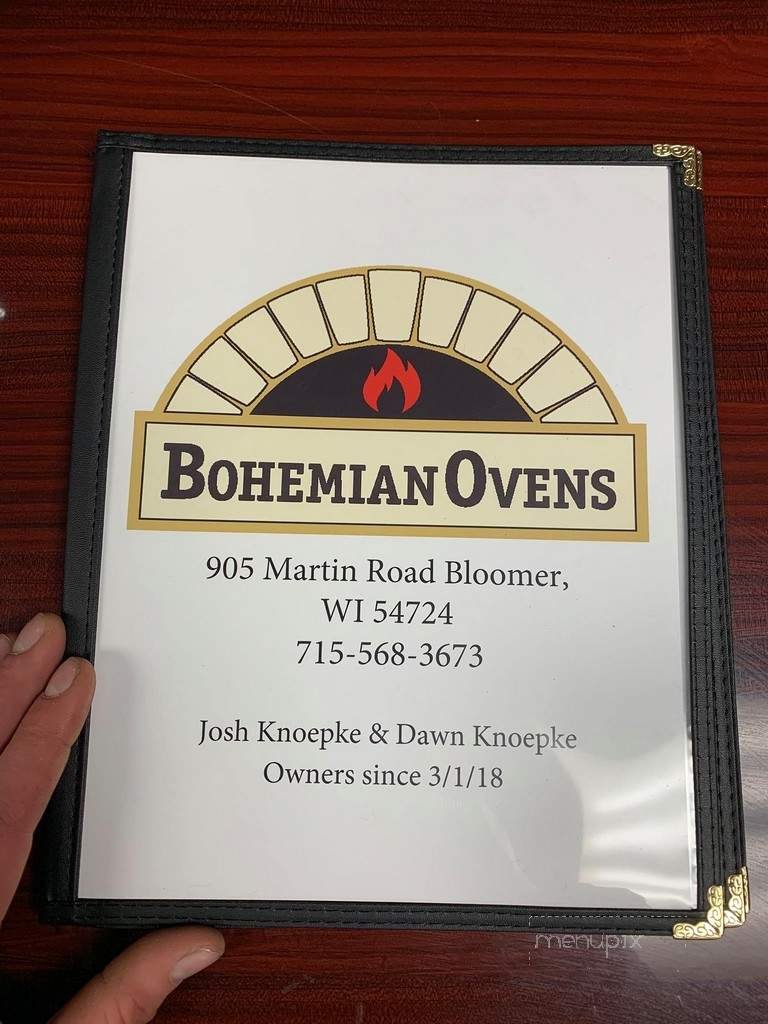 BOHEMIAN OVENS
905 Martin Road Bloomer,
WI 54724
715-568-3673
Josh Knoepke & Dawn Knoepke
Owners since 3/1/18
menupix